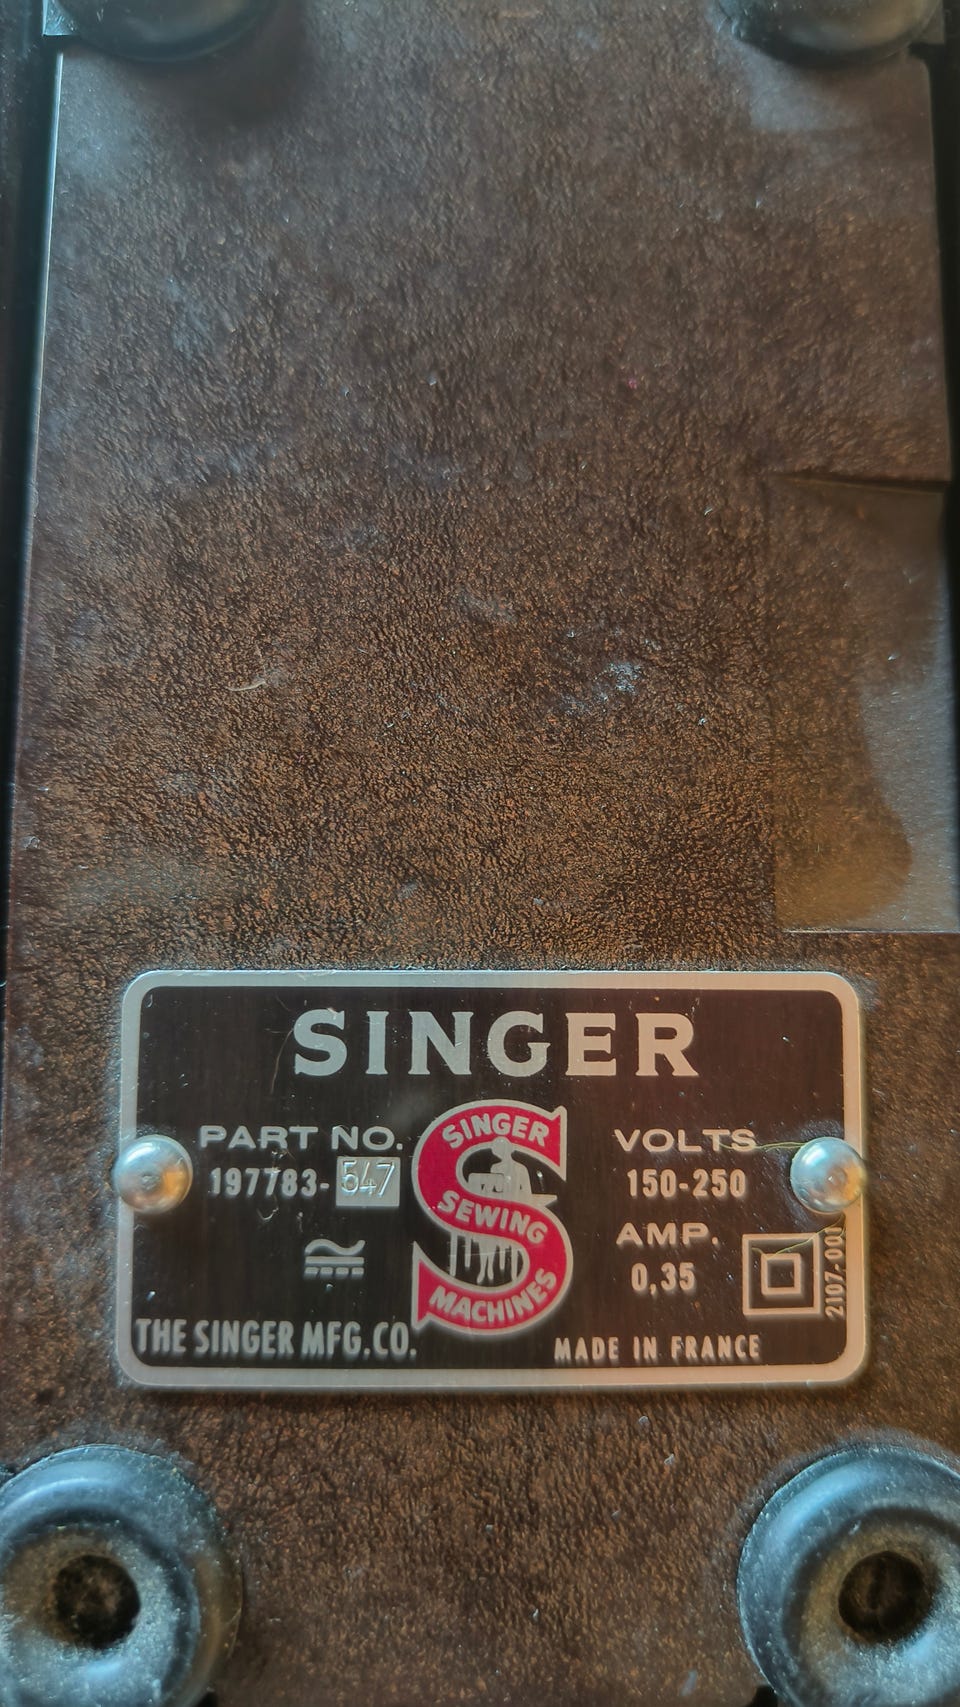 SINGER
PART NO.
197783-547
SINGER
SEWING
MACHINES
VOLTS
150-250
AMP.
0,35
2107-001
THE SINGER MFG.CO.
MADE IN FRANCE